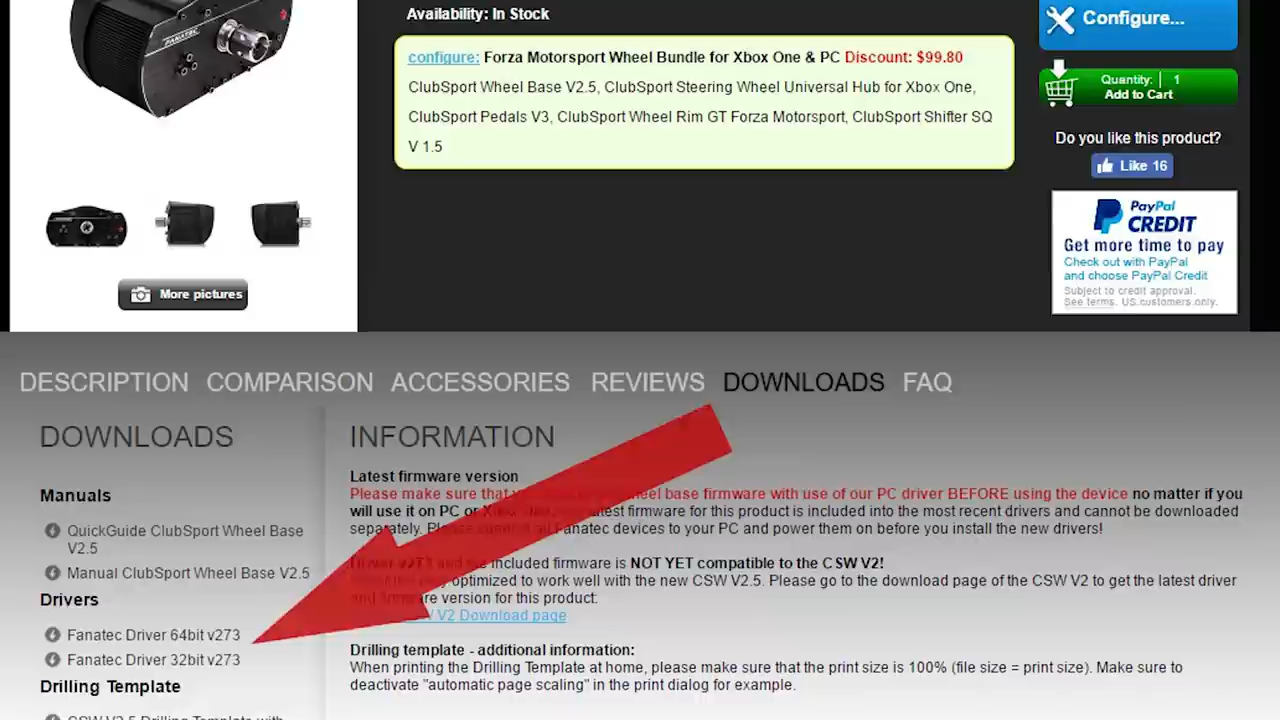 FANATEC
Availability: In Stock
configure: Forza Motorsport Wheel Bundle for Xbox One & PC Discount: $99.80
ClubSport Wheel Base V2.5, ClubSport Steering Wheel Universal Hub for Xbox One,
ClubSport Pedals V3, ClubSport Wheel Rim GT Forza Motorsport, ClubSport Shifter SQ
V 1.5
More pictures
Configure...
Quantity: 1
Add to Cart
Do you like this product?
Like 16
PayPal
CREDIT
Get more time to pay
Check out with PayPal
and choose PayPal Credit
Subject to credit approval.
See terms. US customers only.
DESCRIPTION COMPARISON ACCESSORIES REVIEWS DOWNLOADS FAQ
DOWNLOADS
Manuals
QuickGuide ClubSport Wheel Base
V2.5
Manual ClubSport Wheel Base V2.5
Drivers
Fanatec Driver 64bit v273
Fanatec Driver 32bit v273
Drilling Template
CSW V2.5 Drilling Template with
INFORMATION
Latest firmware version
Please make sure that firmware with use of our PC driver BEFORE using the device no matter if you
will use it on PC or latest firmware for this product is included into the most recent drivers and cannot be downloaded
separately. Please all Fanatec devices to your PC and power them on before you install the new drivers!
included firmware is NOT YET compatible to the CSW V2!
optimized to work well with the new CSW V2.5. Please go to the download page of the CSW V2 to get the latest driver
version for this product:
V2 Download page
Drilling template - additional information:
When printing the Drilling Template at home, please make sure that the print size is 100% (file size = print size). Make sure to
deactivate "automatic page scaling" in the print dialog for example.